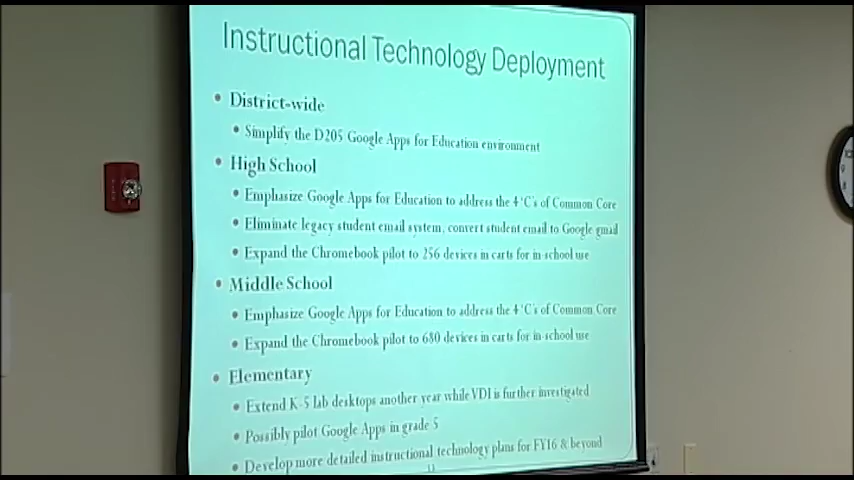 Instructional Technology Deployment
• District-wide
• Simplify the D205 Google Apps for Education environment
• High School
• Emphasize Google Apps for Education to address the 4 'C's of Common Core
• Eliminate legacy student email system, convert student email to Google gmail
• Expand the Chromebook pilot to 256 devices in carts for in-school use
• Middle School
• Emphasize Google Apps for Education to address the 4 'C's of Common Core
• Expand the Chromebook pilot to 680 devices in carts for in-school use
• Elementary
• Extend K-5 lab desktops another year while VDI is further investigated
• Possibly pilot Google Apps in grade 5
• Develop more detailed instructional technology plans for FY16 & beyond